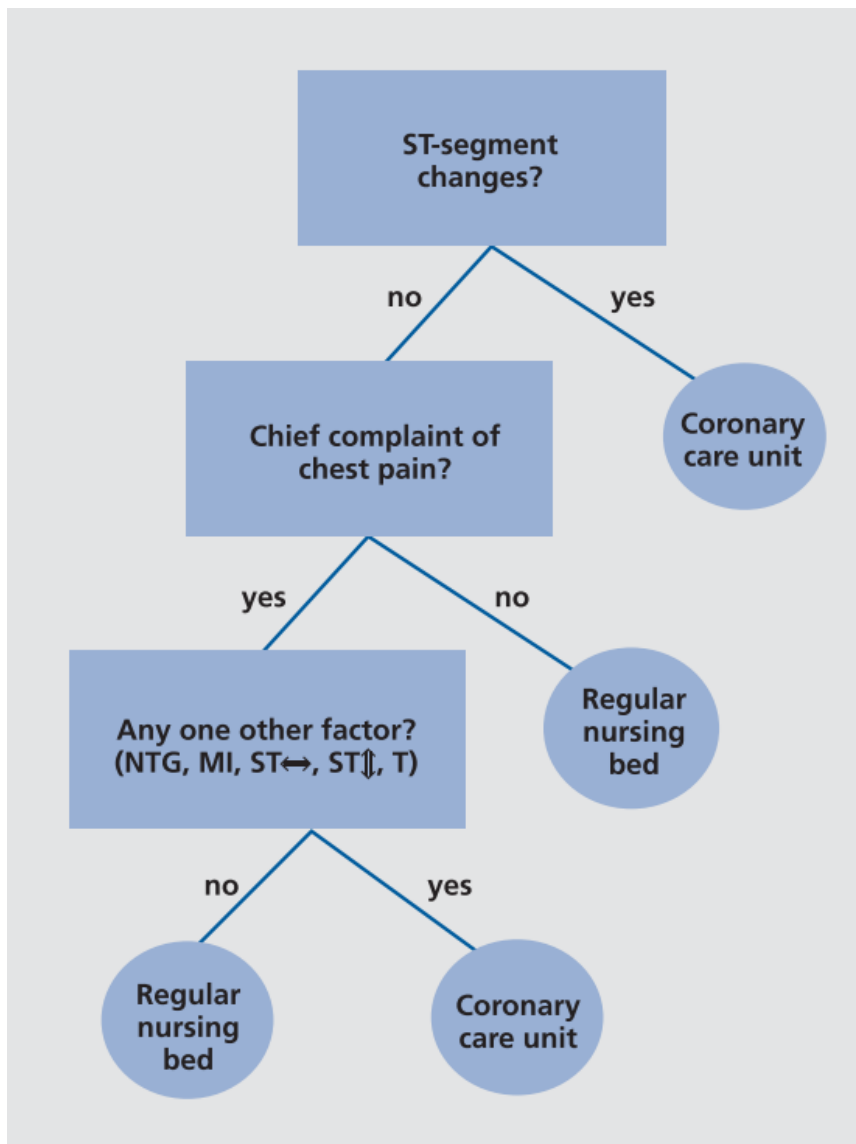 ST-segment
changes?
no
yes
Chief complaint of
chest pain?
Coronary
care unit
yes
no
Any one other factor?
(NTG, MI, ST⟷, ST⇕, T)
Regular
nursing
bed
no
yes
Regular
nursing
bed
Coronary
care unit